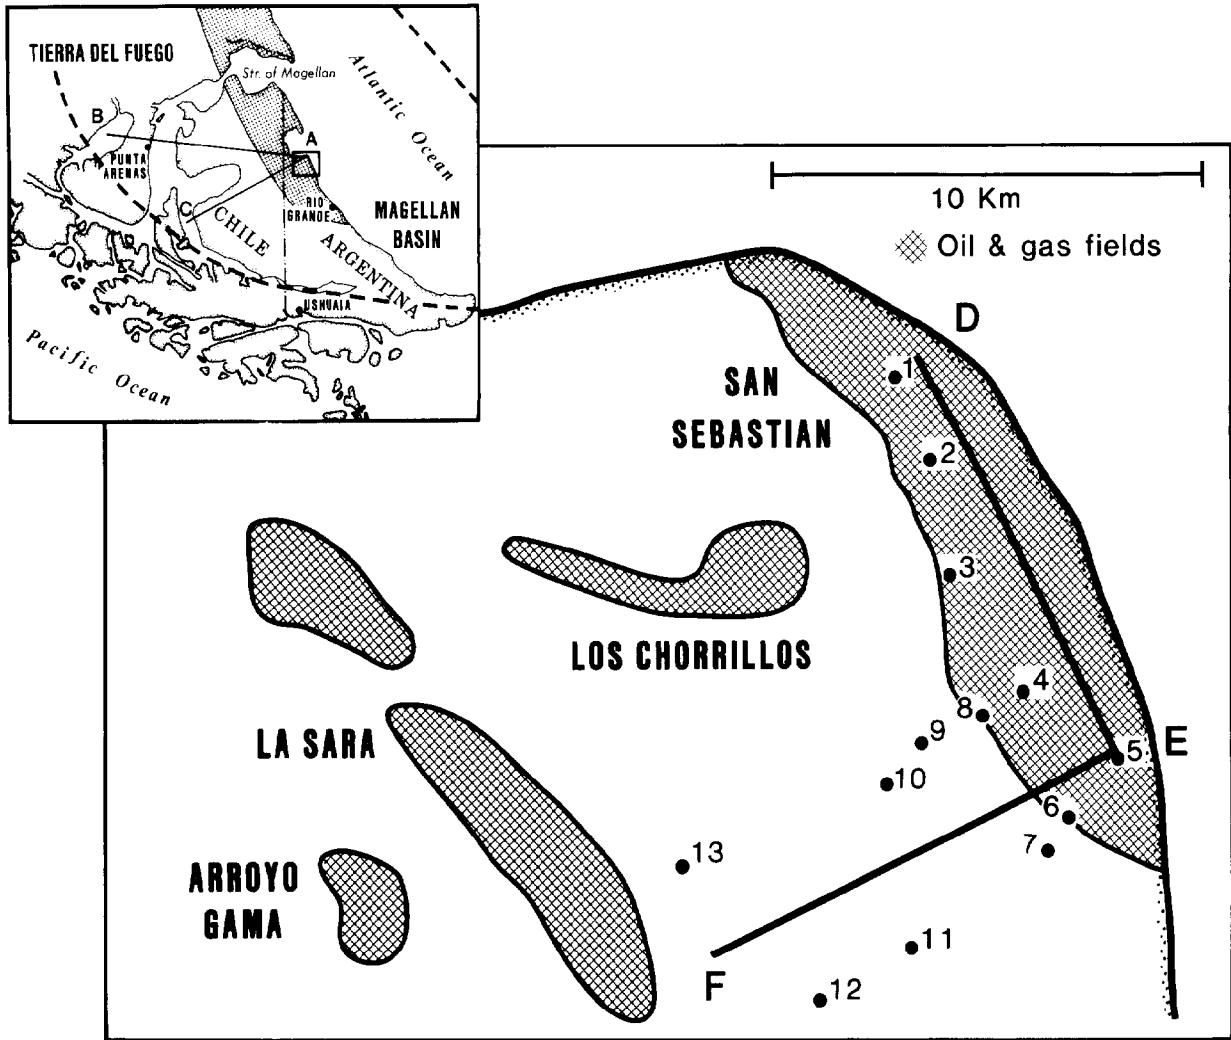 TIERRA DEL FUEGO
Str. of Magellan
Atlantic Ocean
B
A
PUNTA
ARENAS
C
RIO
GRANDE
CHILE
ARGENTINA
MAGELLAN
BASIN
USHUAIA
Pacific Ocean
10 Km
Oil & gas fields
D
SAN
SEBASTIAN
1
2
3
LOS CHORRILLOS
4
8
9
E
5
LA SARA
10
6
7
13
ARROYO
GAMA
11
F
12